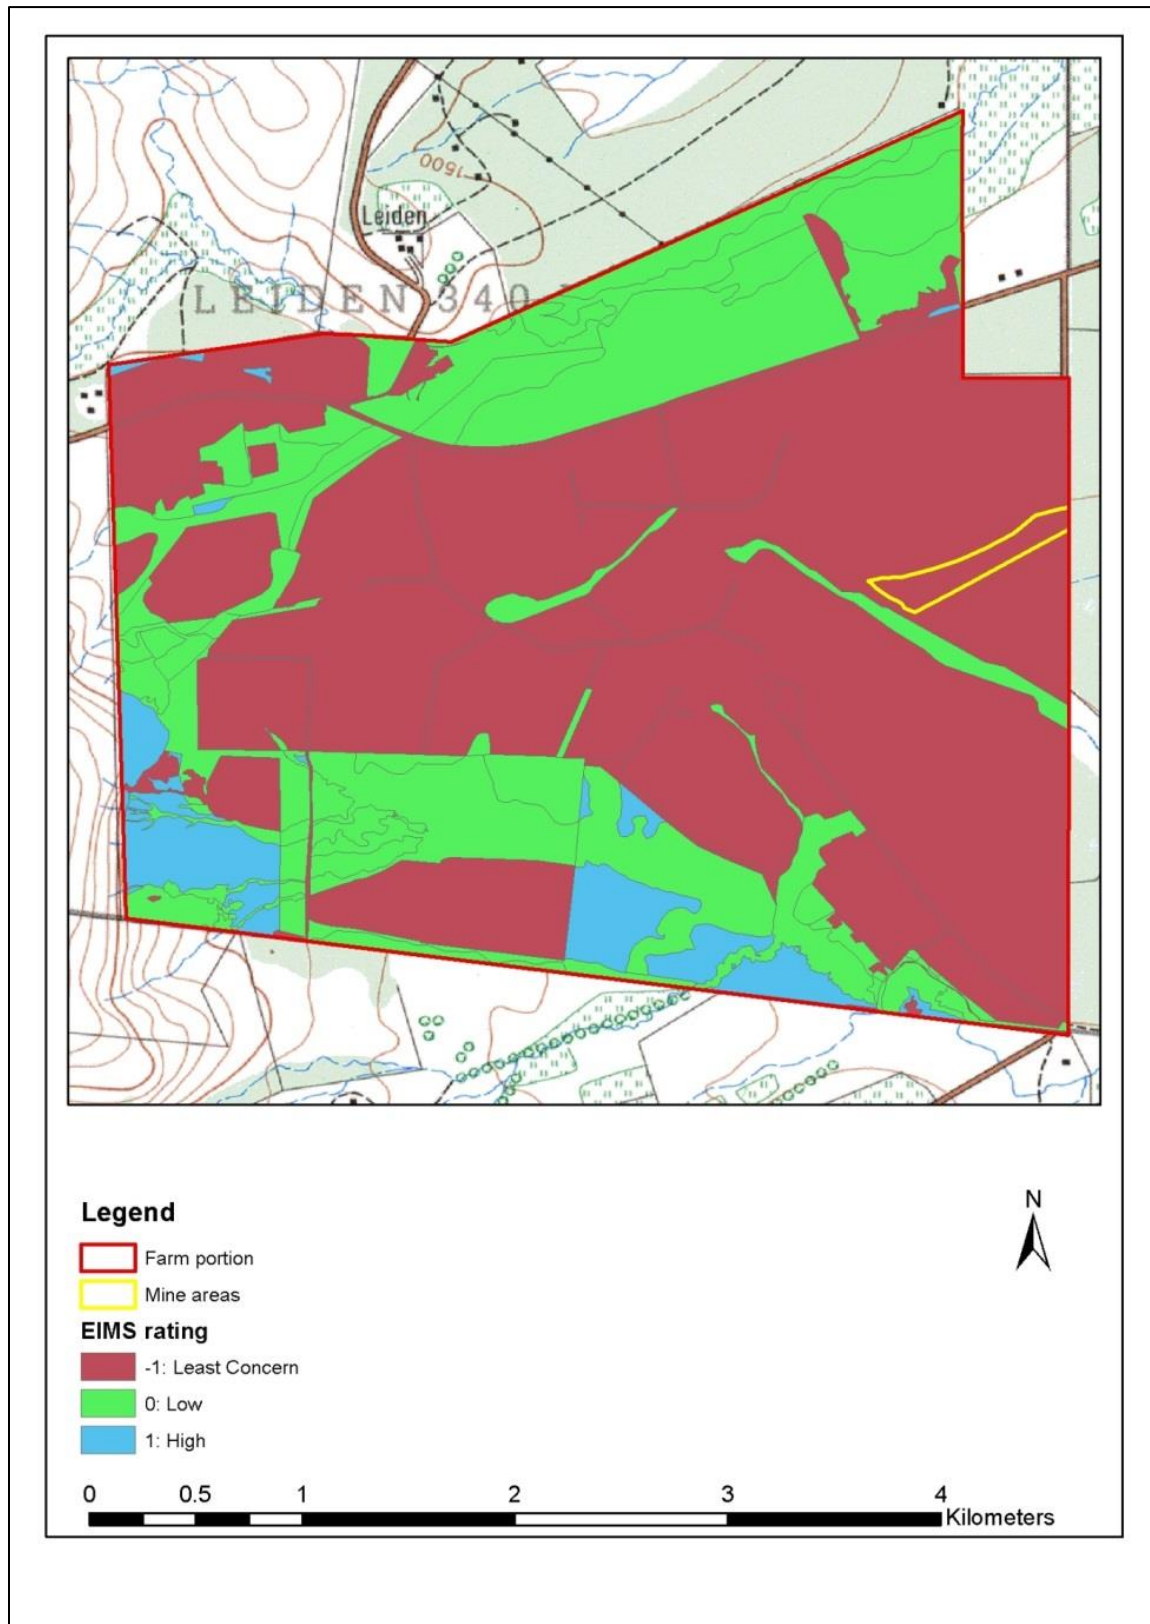 1500
Leiden
LEIDEN 340
Legend
N
Farm portion
Mine areas
EIMS rating
-1: Least Concern
0: Low
1: High
0 0.5 1 2 3 4
Kilometers